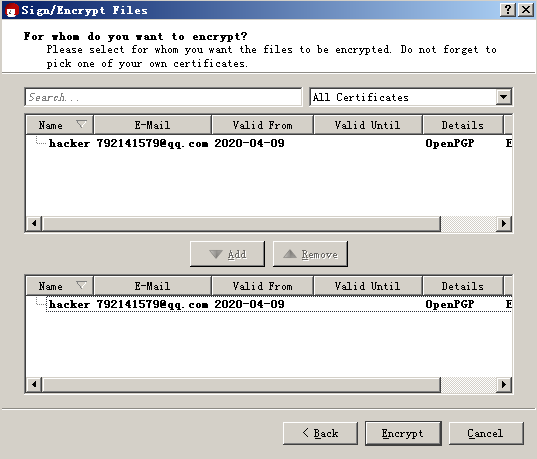 Sign/Encrypt Files
For whom do you want to encrypt?
Please select for whom you want the files to be encrypted. Do not forget to
pick one of your own certificates.
Search...
All Certificates
Name E-Mail Valid From Valid Until Details
hacker 792141579@qq.com 2020-04-09 OpenPGP E
Add Remove
Name E-Mail Valid From Valid Until Details
hacker 792141579@qq.com 2020-04-09 OpenPGP E
< Back Encrypt Cancel